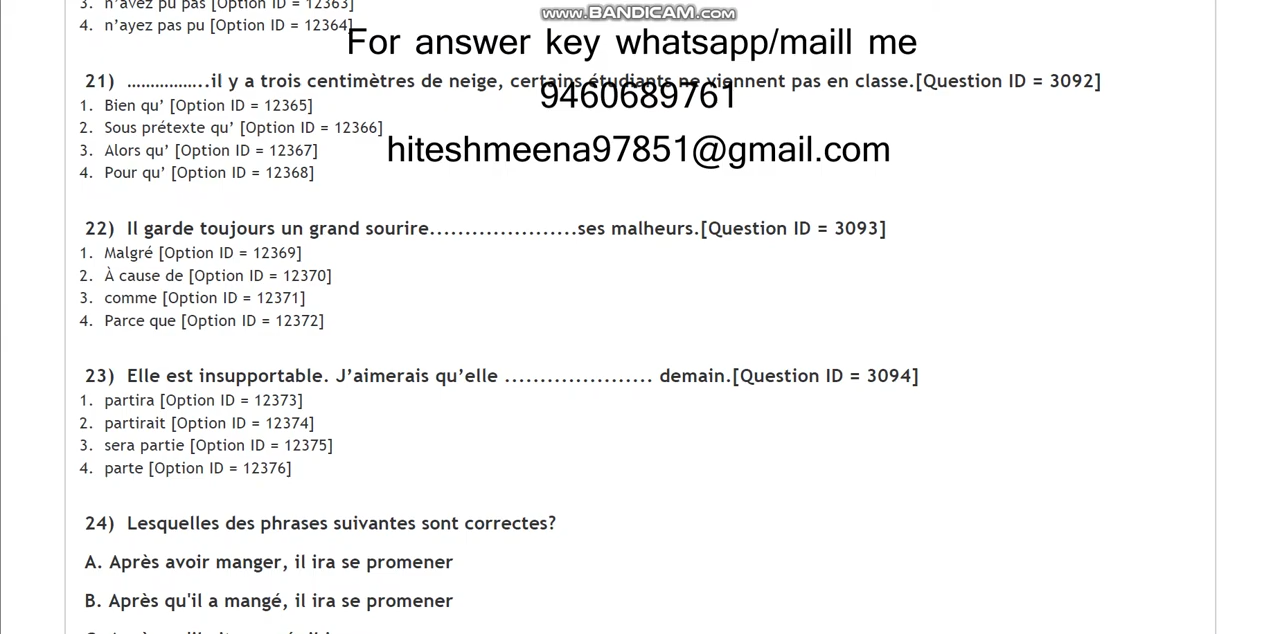 3. n’avez pu pas [Option ID = 12363]
www.BANDICAM.com
4. n’ayez pas pu [Option ID = 12364]
For answer key whatsapp/maill me
21) ……………..il y a trois centimètres de neige, certains étudiants ne viennent pas en classe.[Question ID = 3092]
9460689761
1. Bien qu’ [Option ID = 12365]
2. Sous prétexte qu’ [Option ID = 12366]
3. Alors qu’ [Option ID = 12367]
hiteshmeena97851@gmail.com
4. Pour qu’ [Option ID = 12368]
22) Il garde toujours un grand sourire.....................ses malheurs.[Question ID = 3093]
1. Malgré [Option ID = 12369]
2. À cause de [Option ID = 12370]
3. comme [Option ID = 12371]
4. Parce que [Option ID = 12372]
23) Elle est insupportable. J’aimerais qu’elle ..................... demain.[Question ID = 3094]
1. partira [Option ID = 12373]
2. partirait [Option ID = 12374]
3. sera partie [Option ID = 12375]
4. parte [Option ID = 12376]
24) Lesquelles des phrases suivantes sont correctes?
A. Après avoir manger, il ira se promener
B. Après qu'il a mangé, il ira se promener